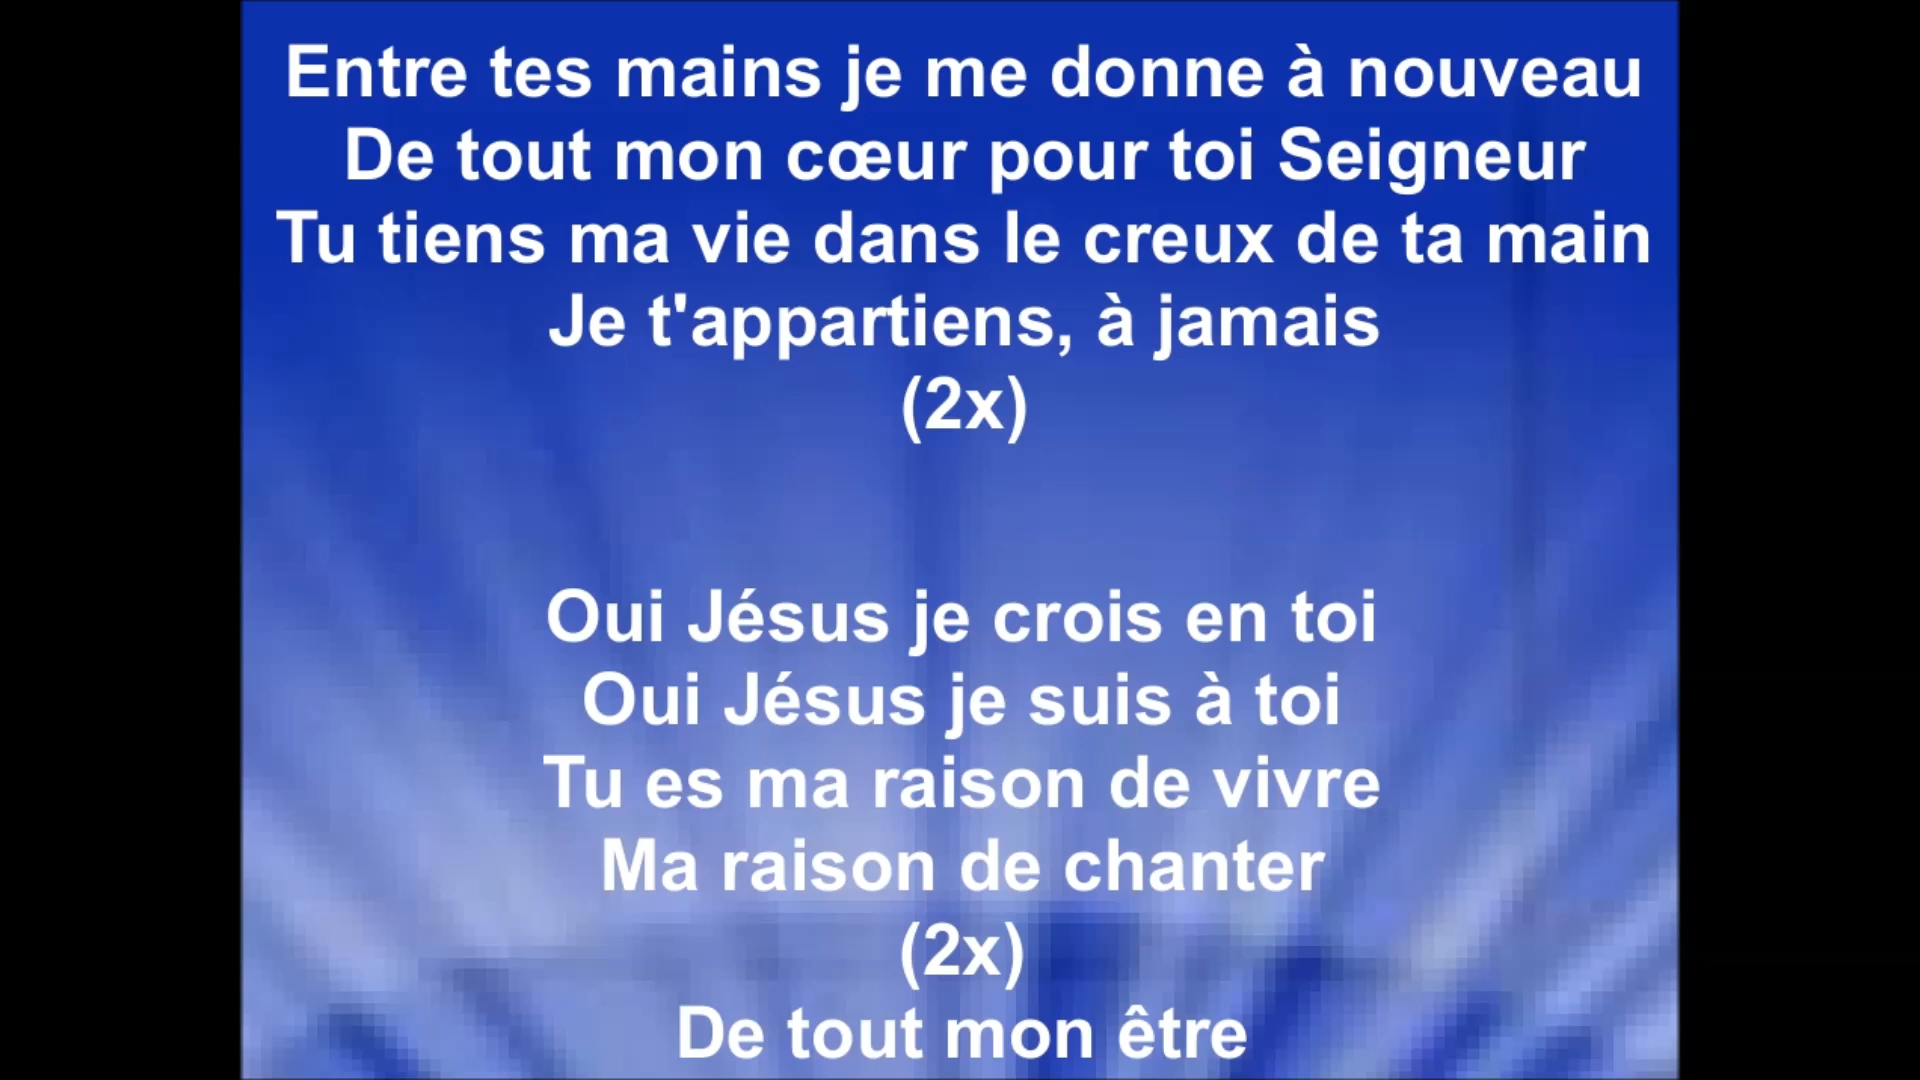 Entre tes mains je me donne à nouveau
De tout mon cœur pour toi Seigneur
Tu tiens ma vie dans le creux de ta main
Je t'appartiens, à jamais
(2x)
Oui Jésus je crois en toi
Oui Jésus je suis à toi
Tu es ma raison de vivre
Ma raison de chanter
(2x)
De tout mon être